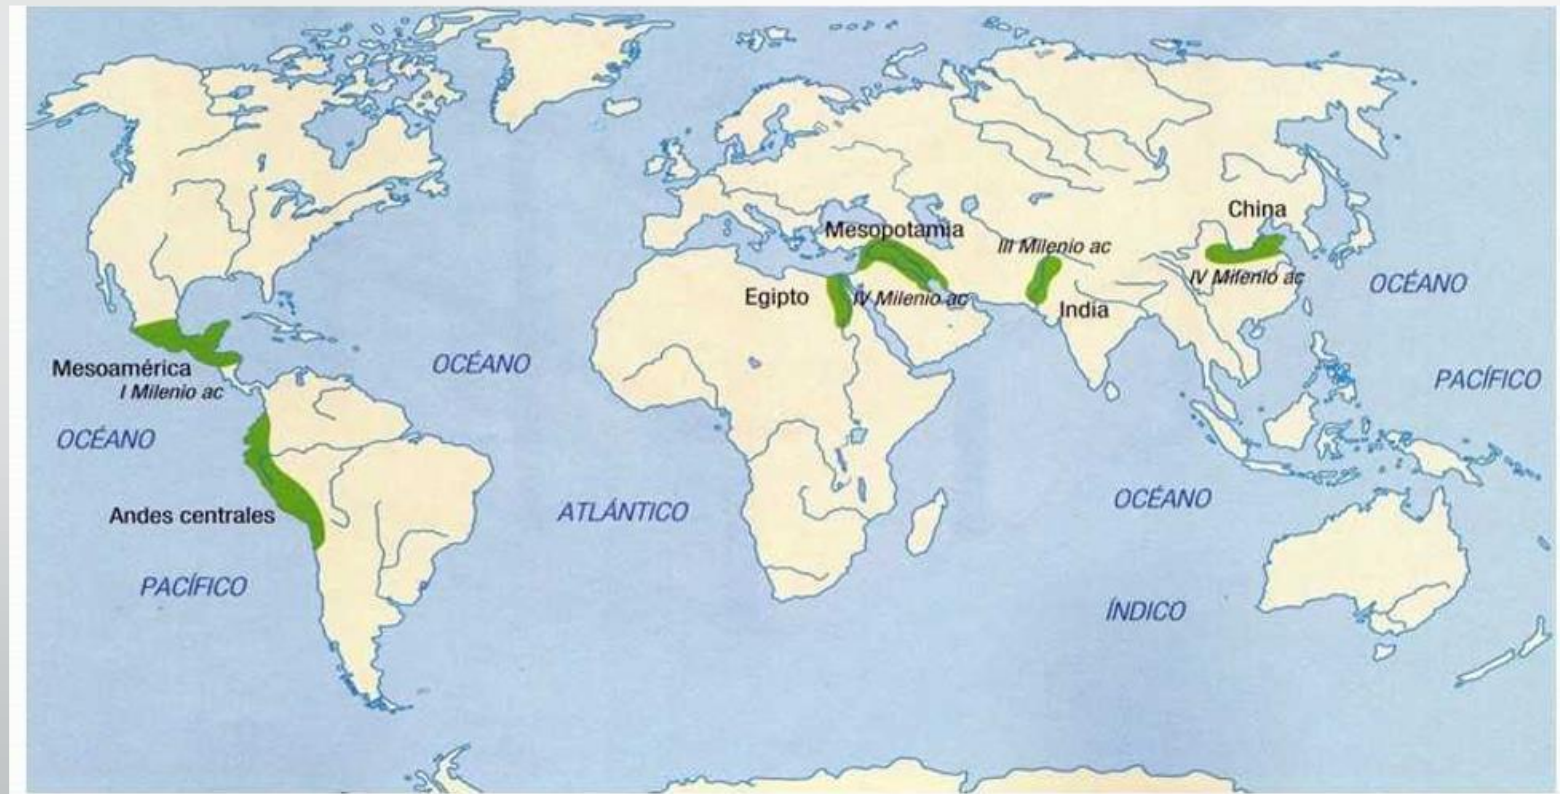 China
Mesopotamia
III Milenio ac
IV Milenio ac
OCÉANO
Egipto
IV Milenio ac
India
OCÉANO
Mesoamérica
PACÍFICO
I Milenio ac
OCÉANO
OCÉANO
ATLÁNTICO
Andes centrales
PACÍFICO
ÍNDICO